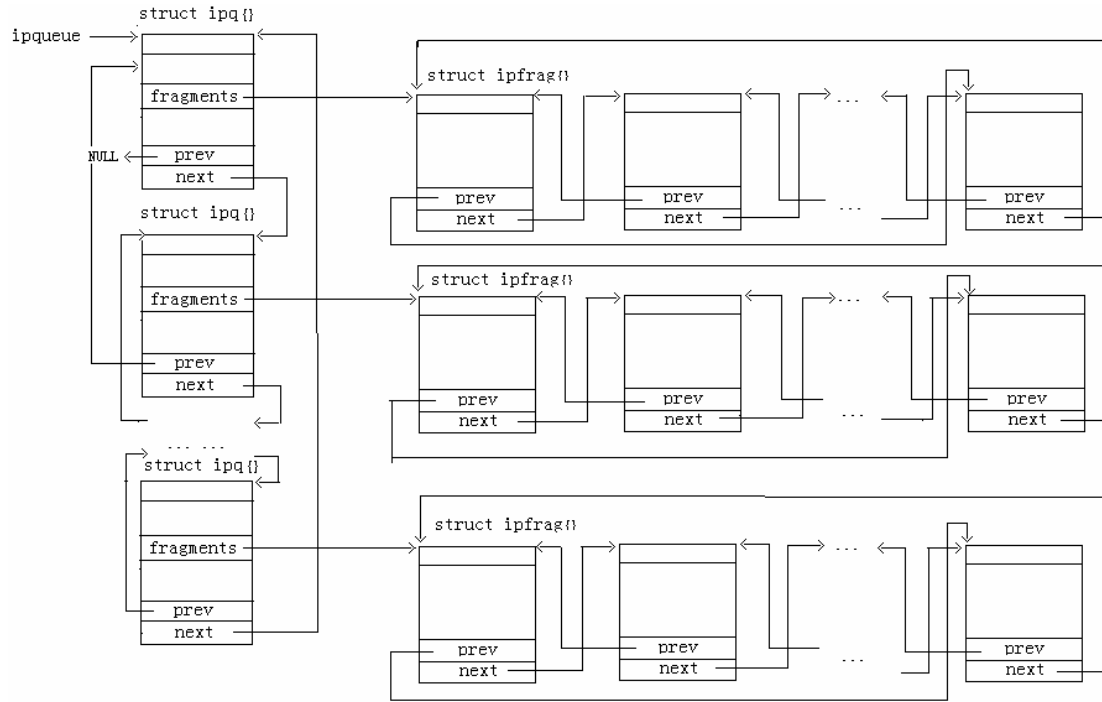 struct ipq{}
ipqueue
fragments
NULL
prev
next
struct ipfrag{}
...
prev
next
prev
next
...
prev
next
struct ipq{}
fragments
prev
next
struct ipfrag{}
...
prev
next
prev
next
...
prev
next
... ...
struct ipq{}
fragments
prev
next
struct ipfrag{}
...
prev
next
prev
next
...
prev
next